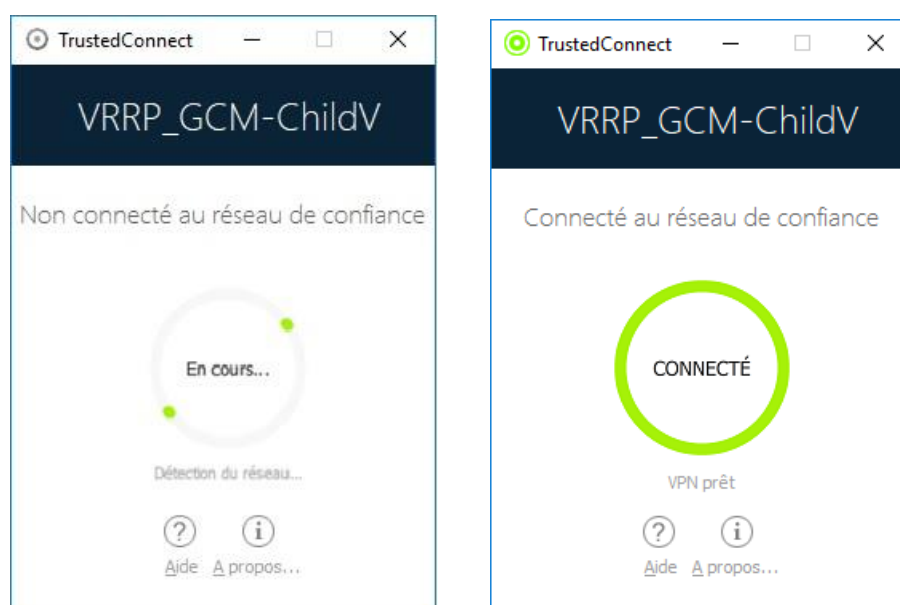 TrustedConnect
VRRP_GCM-ChildV
Non connecté au réseau de confiance
En cours...
Détection du réseau...
Aide A propos...
TrustedConnect
VRRP_GCM-ChildV
Connecté au réseau de confiance
CONNECTÉ
VPN prêt
Aide A propos...